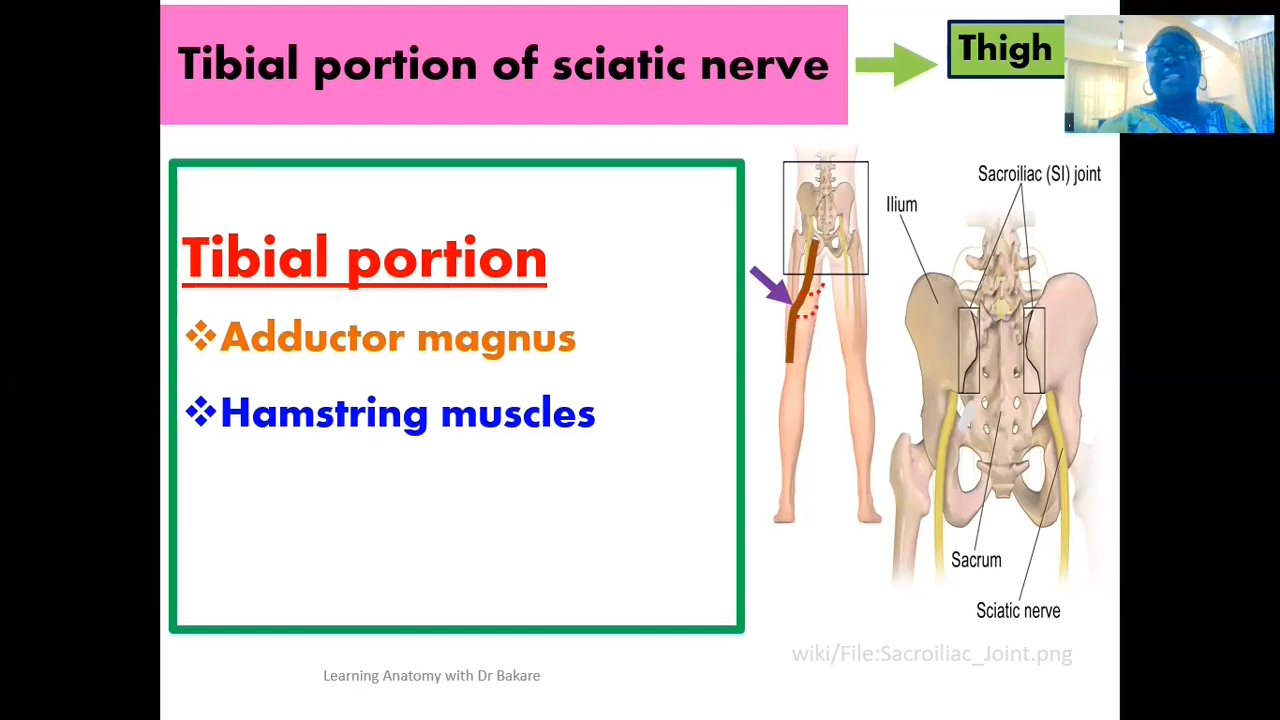 Tibial portion of sciatic nerve
Thigh
Tibial portion
Adductor magnus
Hamstring muscles
Sacroiliac (SI) joint
Ilium
Sacrum
Sciatic nerve
wiki/File:Sacroiliac_Joint.png
Learning Anatomy with Dr Bakare